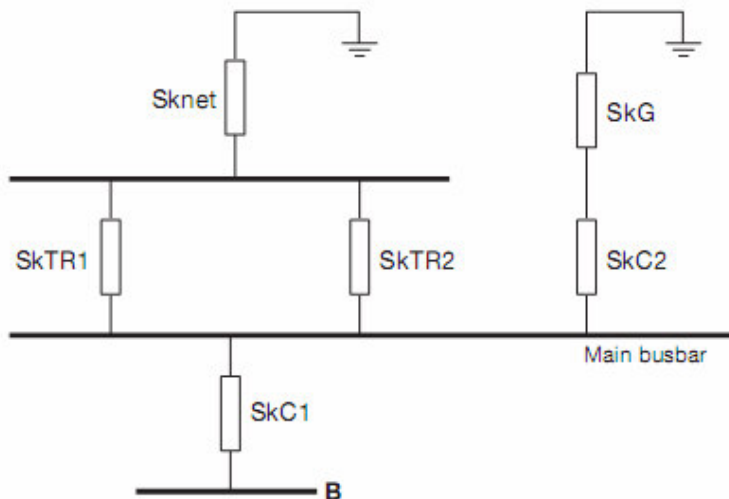 Sknet
SkG
SkTR1
SkTR2
SkC2
Main busbar
SkC1
B